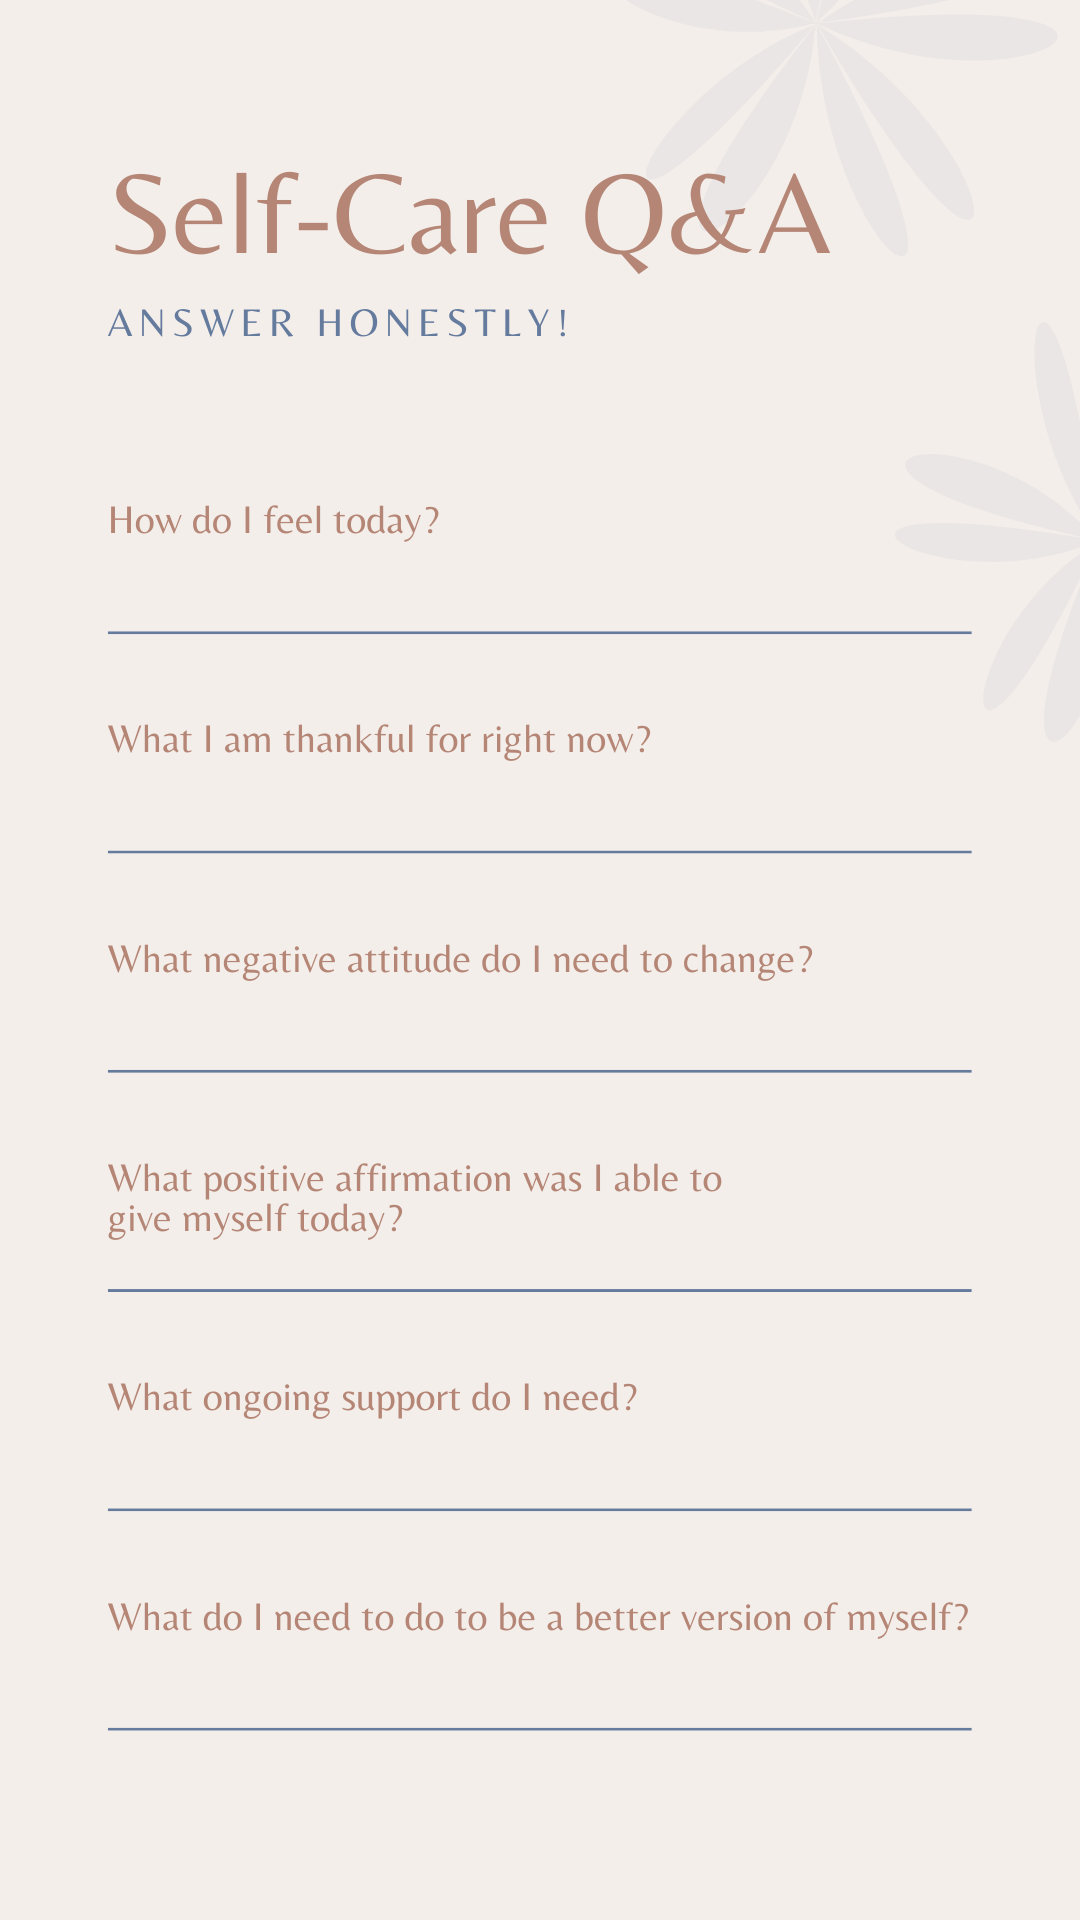 Self-Care Q&A
ANSWER HONESTLY!
How do I feel today?
What I am thankful for right now?
What negative attitude do I need to change?
What positive affirmation was I able to
give myself today?
What ongoing support do I need?
What do I need to do to be a better version of myself?